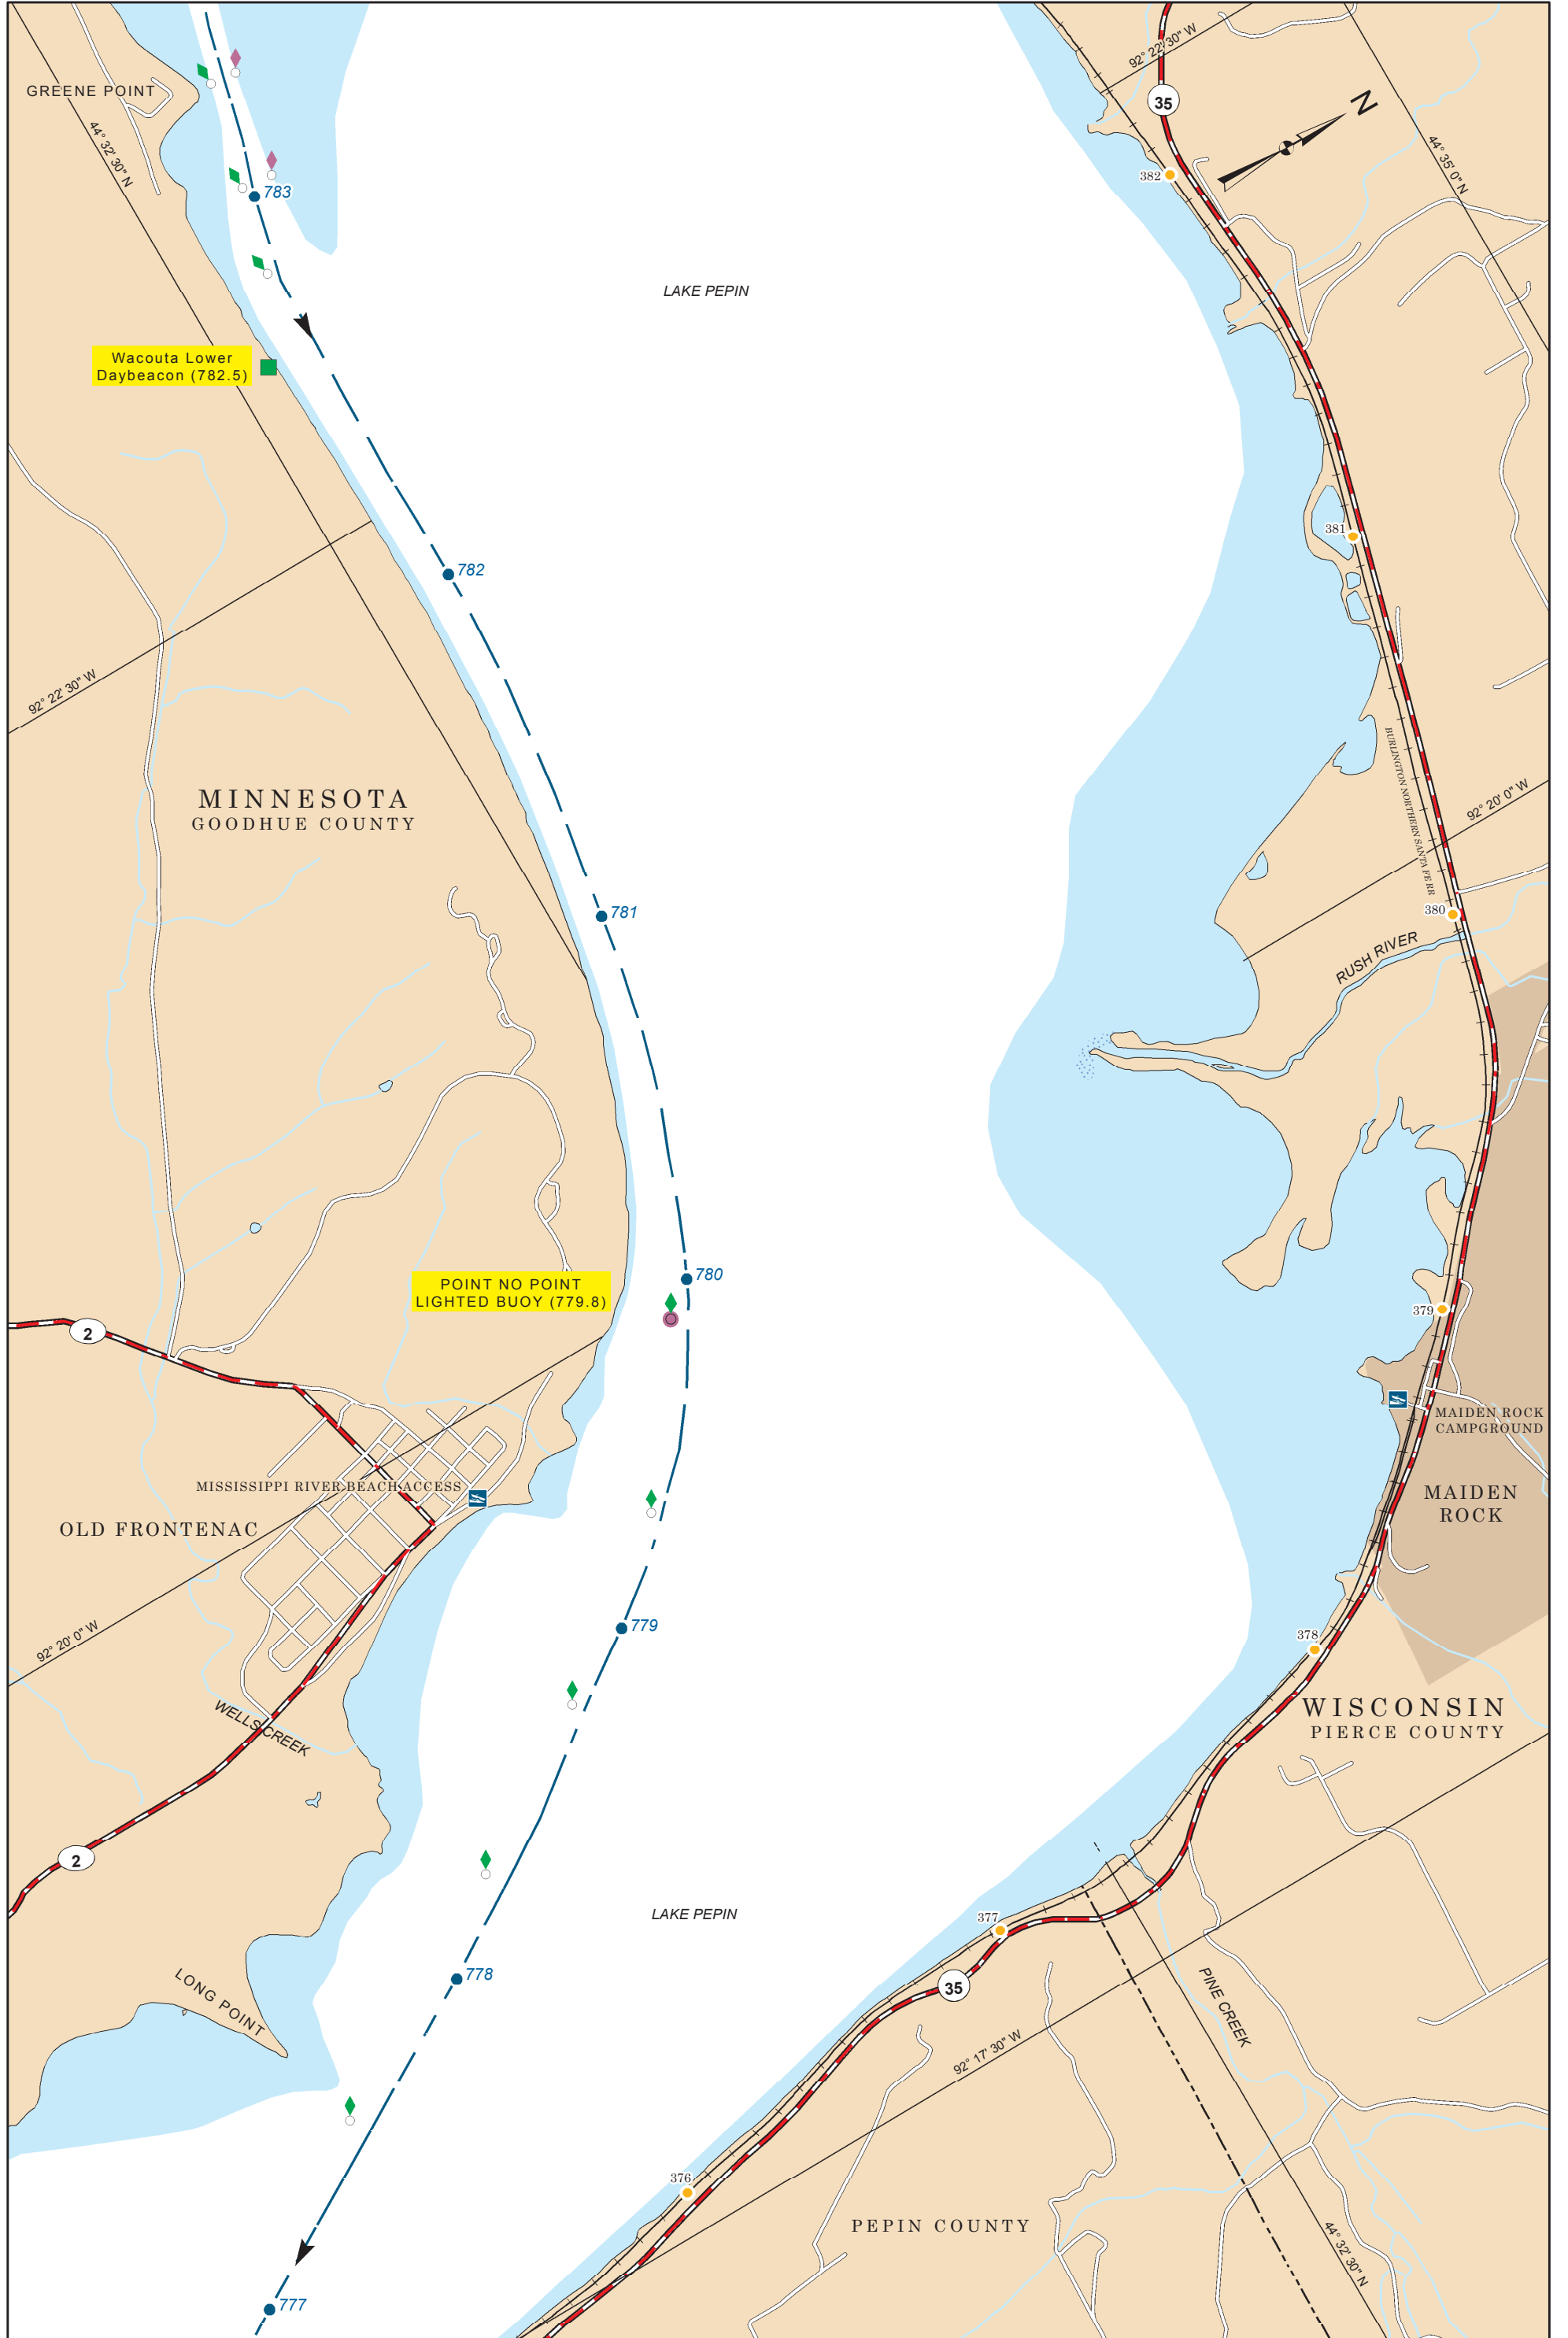 92° 22' 30" W
GREENE POINT
35
N
44° 32' 30" N
44° 35' 0" N
382
783
LAKE PEPIN
Wacouta Lower
Daybeacon (782.5)
381
782
92° 22' 30" W
BURLINGTON NORTHERN SANTA FE RR
92° 20' 0" W
MINNESOTA
GOODHUE COUNTY
781
380
RUSH RIVER
780
POINT NO POINT
LIGHTED BUOY (779.8)
379
2
MAIDEN ROCK
CAMPGROUND
MISSISSIPPI RIVER BEACH ACCESS
MAIDEN
ROCK
OLD FRONTENAC
779
378
92° 20' 0" W
WISCONSIN
PIERCE COUNTY
WELLS CREEK
2
LAKE PEPIN
377
778
35
LONG POINT
PINE CREEK
92° 17' 30" W
376
PEPIN COUNTY
44° 32' 30" N
777